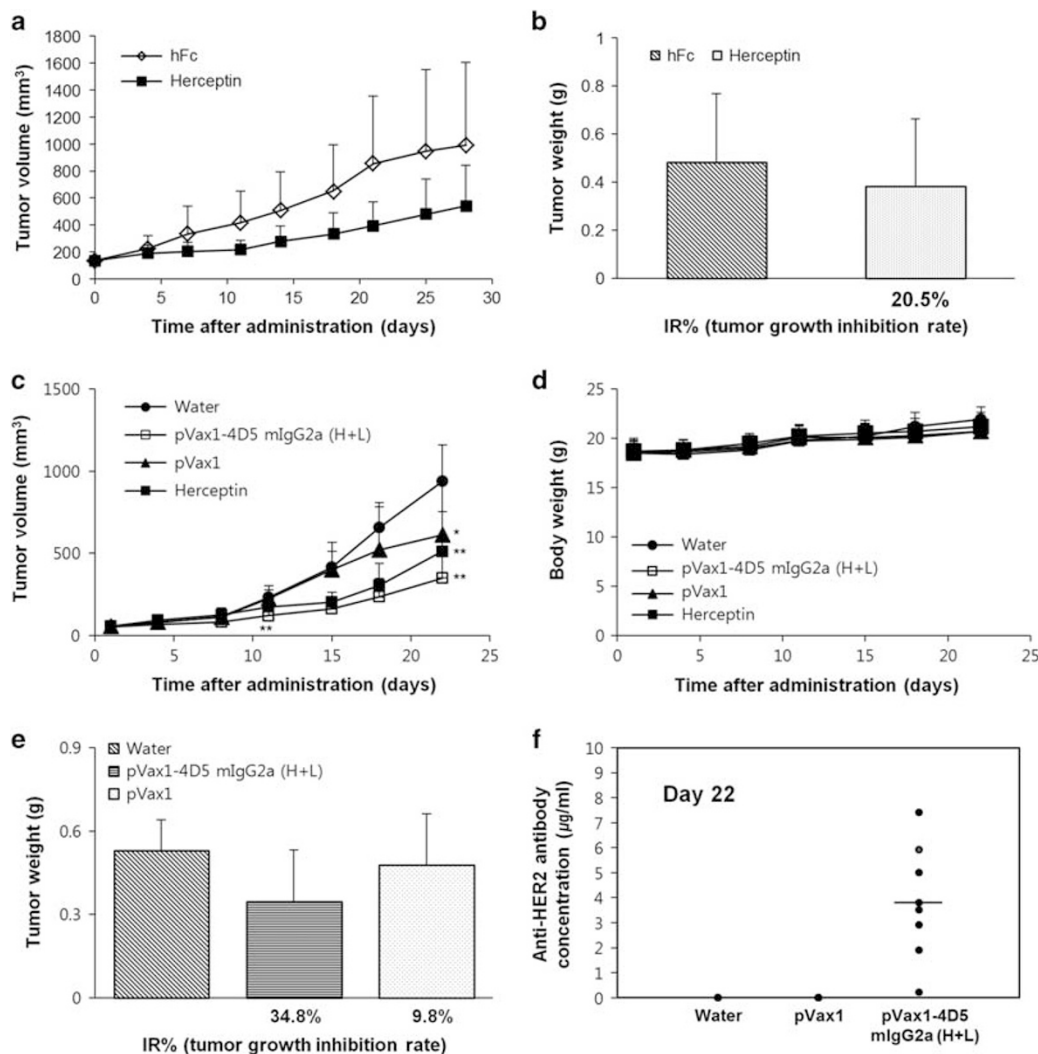 a
hFc
Herceptin
Tumor volume (mm³)
1800
1600
1400
1200
1000
800
600
400
200
0
0 5 10 15 20 25 30
Time after administration (days)
b
hFc Herceptin
Tumor weight (g)
1
0.8
0.6
0.4
0.2
0
20.5%
IR% (tumor growth inhibition rate)
c
Water
pVax1-4D5 mIgG2a (H+L)
pVax1
Herceptin
Tumor volume (mm³)
1500
1000
500
0
*
**
**
**
0 5 10 15 20 25
Time after administration (days)
d
Body weight (g)
25
20
15
10
5
0
Water
pVax1-4D5 mIgG2a (H+L)
pVax1
Herceptin
0 5 10 15 20 25
Time after administration (days)
e
Water
pVax1-4D5 mIgG2a (H+L)
pVax1
Tumor weight (g)
0.9
0.6
0.3
0
34.8% 9.8%
IR% (tumor growth inhibition rate)
f
Day 22
Anti-HER2 antibody
concentration (µg/ml)
10
9
8
7
6
5
4
3
2
1
0
Water pVax1 pVax1-4D5
mIgG2a (H+L)